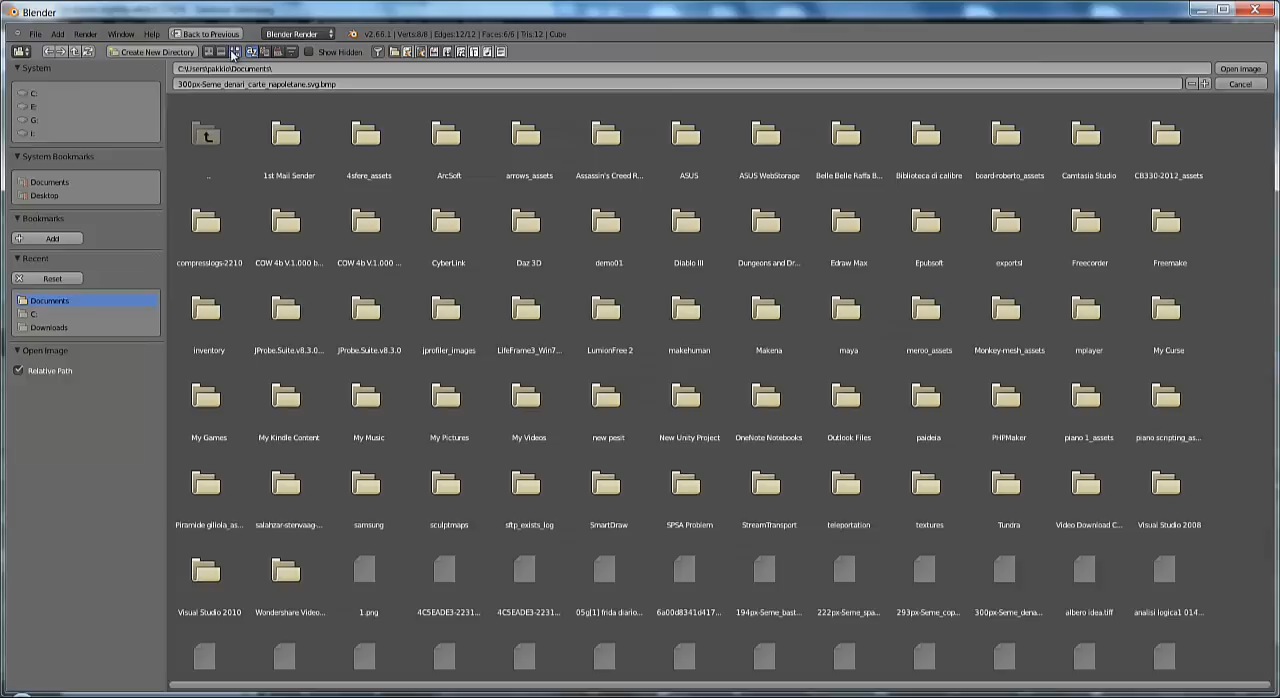 Blender
File Add Render Window Help Back to Previous Blender Render v2.66.1 | Verts:8/8 | Edges:12/12 | Faces:6/6 | Tris:12 | Cube
Create New Directory Show Hidden
System
C:\Users\pakklo\Documents\ Open Image
300px-Seme_denari_carte_napoletane.svg.bmp Cancel
C:
E:
G:
I:
System Bookmarks
Documents
Desktop
Bookmarks
Add
Recent
Reset
Documents
C:
Downloads
Open Image
Relative Path
.. 1st Mail Sender 4sfere_assets ArcSoft arrows_assets Assassin's Creed R... ASUS ASUS WebStorage Belle Belle Raffa B... Biblioteca di calibre board-roberto_assets Camtasia Studio CB330-2012_assets
compresslogs-2210 COW 4b V.1.000 b... COW 4b V.1.000 ... CyberLink Daz 3D demo01 Diablo III Dungeons and Dr... Edraw Max Epubsoft exportsl Freecorder Freemake
inventory JProbe.Suite.v8.3.0... JProbe.Suite.v8.3.0 jprofiler_images LifeFrame3_Win7... LumionFree 2 makehuman Makena maya meroo_assets Monkey-mesh_assets mplayer My Curse
My Games My Kindle Content My Music My Pictures My Videos new pesit New Unity Project OneNote Notebooks Outlook Files paideia PHPMaker piano 1_assets piano scripting_as...
Piramide gillola_as... salahzar-stenvaag-... samsung sculptmaps sftp_exists_log SmartDraw SPSA Problem StreamTransport teleportation textures Tundra Video Download C... Visual Studio 2008
Visual Studio 2010 Wondershare Video... 1.png 4C5EADE3-2231... 4C5EADE3-2231... 05g[1] frida diario... 6a00d8341d417... 194px-Seme_bast... 222px-Seme_spa... 293px-Seme_cop... 300px-Seme_dena... albero idea.tiff analisi logica1 014...